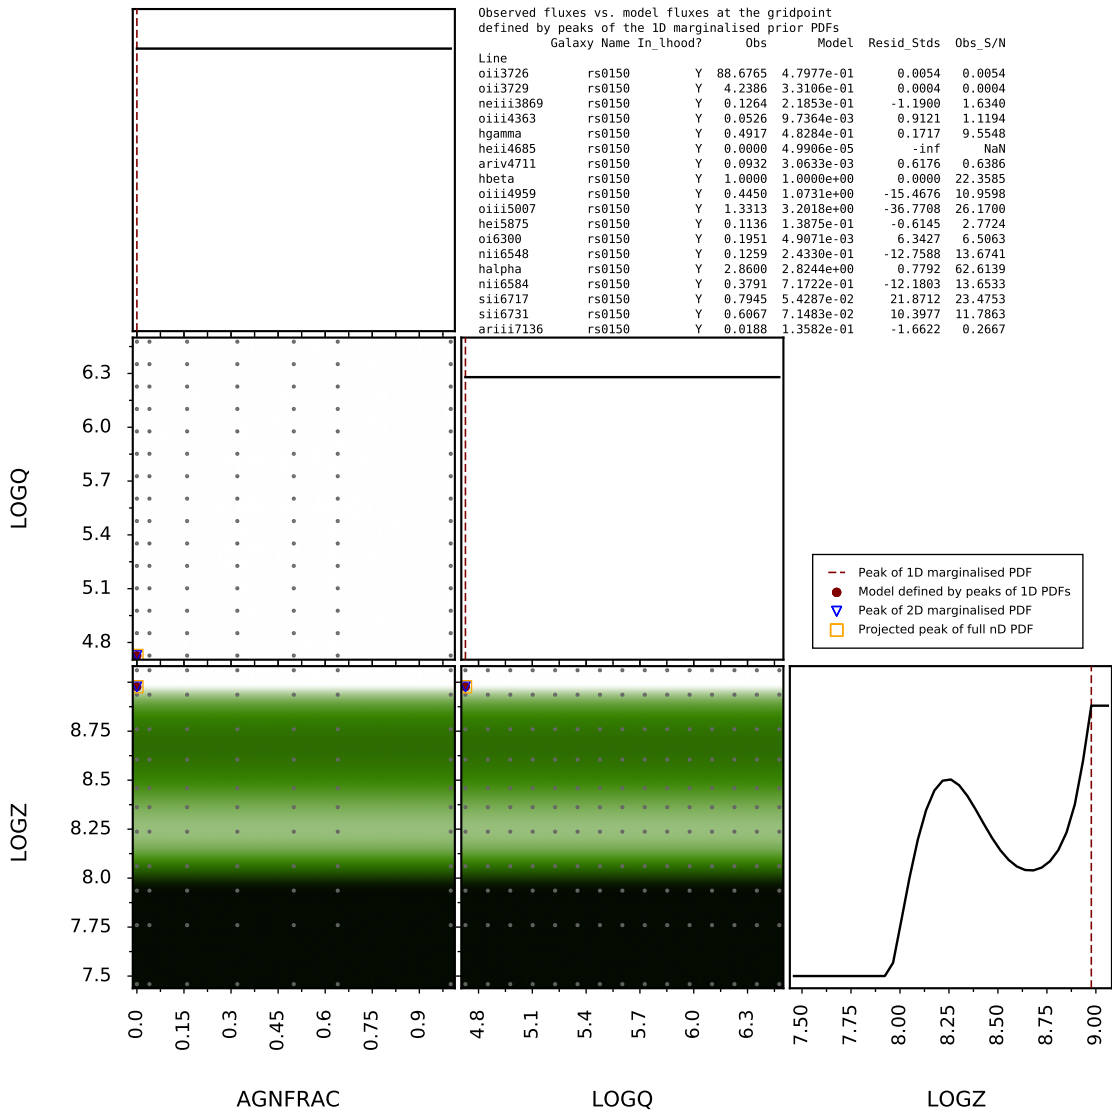 Observed fluxes vs. model fluxes at the gridpoint
defined by peaks of the 1D marginalised prior PDFs
Galaxy Name In_lhood? Obs Model Resid_Stds Obs_S/N
Line
oii3726 rs0150 Y 88.6765 4.7977e-01 0.0054 0.0054
oii3729 rs0150 Y 4.2386 3.3106e-01 0.0004 0.0004
neiii3869 rs0150 Y 0.1264 2.1853e-01 -1.1900 1.6340
oiii4363 rs0150 Y 0.0526 9.7364e-03 0.9121 1.1194
hgamma rs0150 Y 0.4917 4.8284e-01 0.1717 9.5548
heii4685 rs0150 Y 0.0000 4.9906e-05 -inf NaN
ariv4711 rs0150 Y 0.0932 3.0633e-03 0.6176 0.6386
hbeta rs0150 Y 1.0000 1.0000e+00 0.0000 22.3585
oiii4959 rs0150 Y 0.4450 1.0731e+00 -15.4676 10.9598
oiii5007 rs0150 Y 1.3313 3.2018e+00 -36.7708 26.1700
hei5875 rs0150 Y 0.1136 1.3875e-01 -0.6145 2.7724
oi6300 rs0150 Y 0.1951 4.9071e-03 6.3427 6.5063
nii6548 rs0150 Y 0.1259 2.4330e-01 -12.7588 13.6741
halpha rs0150 Y 2.8600 2.8244e+00 0.7792 62.6139
nii6584 rs0150 Y 0.3791 7.1722e-01 -12.1803 13.6533
sii6717 rs0150 Y 0.7945 5.4287e-02 21.8712 23.4753
sii6731 rs0150 Y 0.6067 7.1483e-02 10.3977 11.7863
ariii7136 rs0150 Y 0.0188 1.3582e-01 -1.6622 0.2667
LOGQ
6.3
6.0
5.7
5.4
5.1
4.8
Peak of 1D marginalised PDF
Model defined by peaks of 1D PDFs
Peak of 2D marginalised PDF
Projected peak of full nD PDF
LOGZ
8.75
8.5
8.25
8.0
7.75
7.5
0.0 0.15 0.3 0.45 0.6 0.75 0.9
4.8 5.1 5.4 5.7 6.0 6.3
7.50 7.75 8.00 8.25 8.50 8.75 9.00
AGNFRAC LOGQ LOGZ